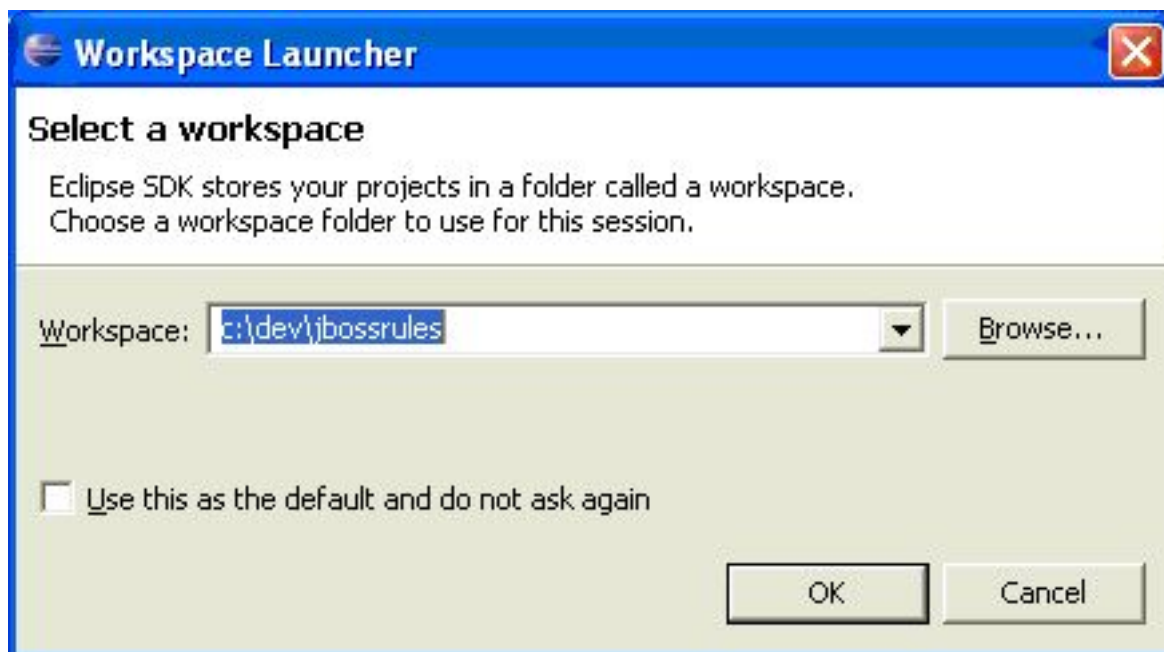 Workspace Launcher
Select a workspace
Eclipse SDK stores your projects in a folder called a workspace.
Choose a workspace folder to use for this session.
Workspace: c:\dev\jbossrules Browse...
Use this as the default and do not ask again
OK Cancel